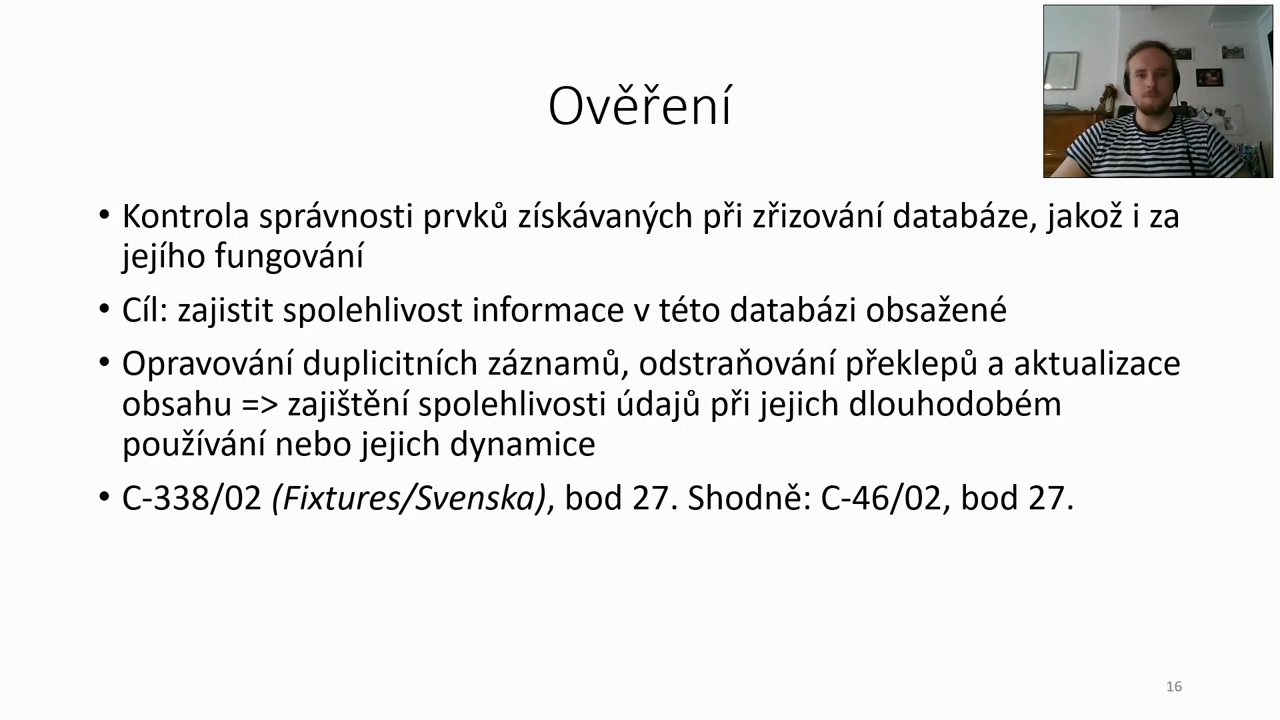 Ověření
• Kontrola správnosti prvků získávaných při zřizování databáze, jakož i za
jejího fungování
• Cíl: zajistit spolehlivost informace v této databázi obsažené
• Opravování duplicitních záznamů, odstraňování překlepů a aktualizace
obsahu => zajištění spolehlivosti údajů při jejich dlouhodobém
používání nebo jejich dynamice
• C-338/02 (Fixtures/Svenska), bod 27. Shodně: C-46/02, bod 27.
16